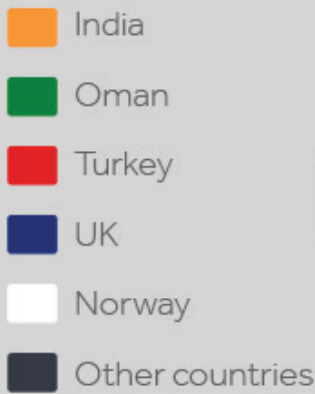 India
Oman
Turkey
UK
Norway
Other countries